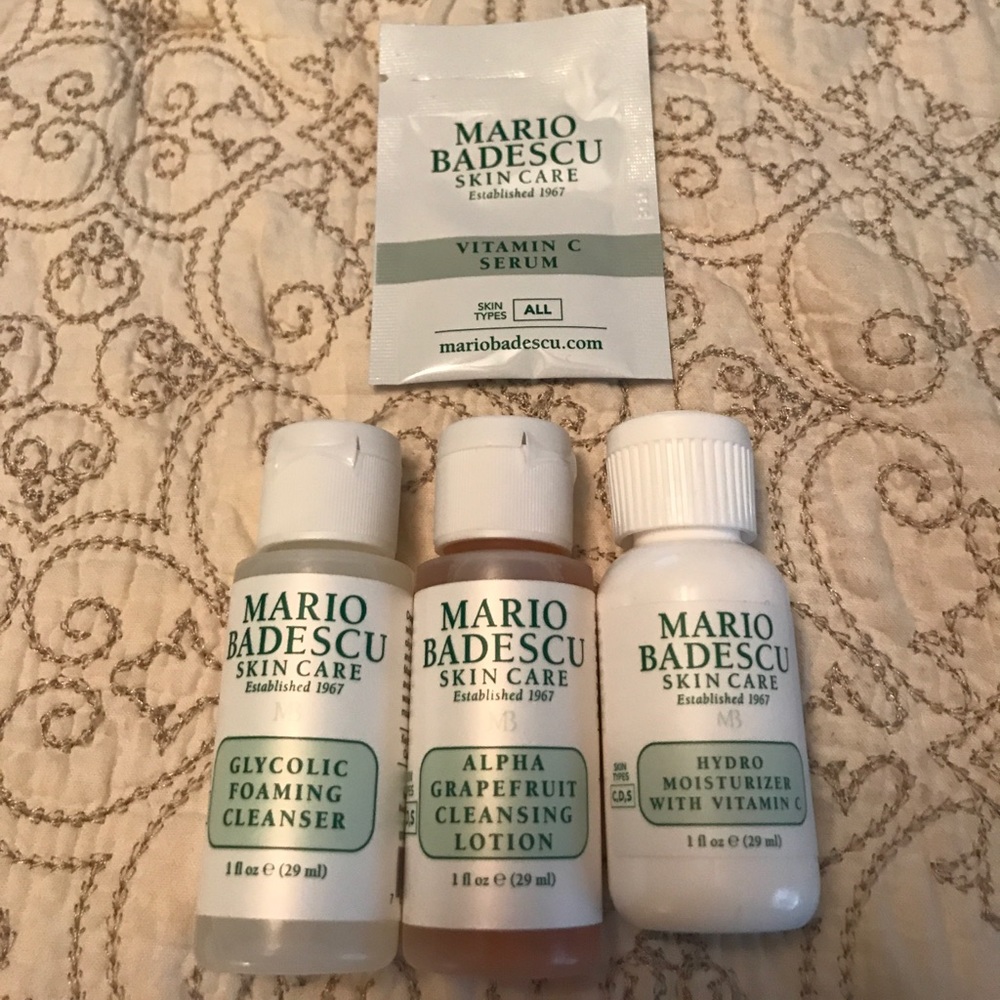 MARIO
BADESCU
SKIN CARE
Established 1967
VITAMIN C
SERUM
SKIN
TYPES
ALL
mariobadescu.com
MARIO
BADESCU
SKIN CARE
Established 1967
MB
GLYCOLIC
FOAMING
CLEANSER
1 fl oz e (29 ml)
MARIO
BADESCU
SKIN CARE
Established 1967
MB
ALPHA
GRAPEFRUIT
CLEANSING
LOTION
1 fl oz e (29 ml)
MARIO
BADESCU
SKIN CARE
Established 1967
MB
SKIN
TYPES
C,D,S
HYDRO
MOISTURIZER
WITH VITAMIN C
1 fl oz e (29 ml)